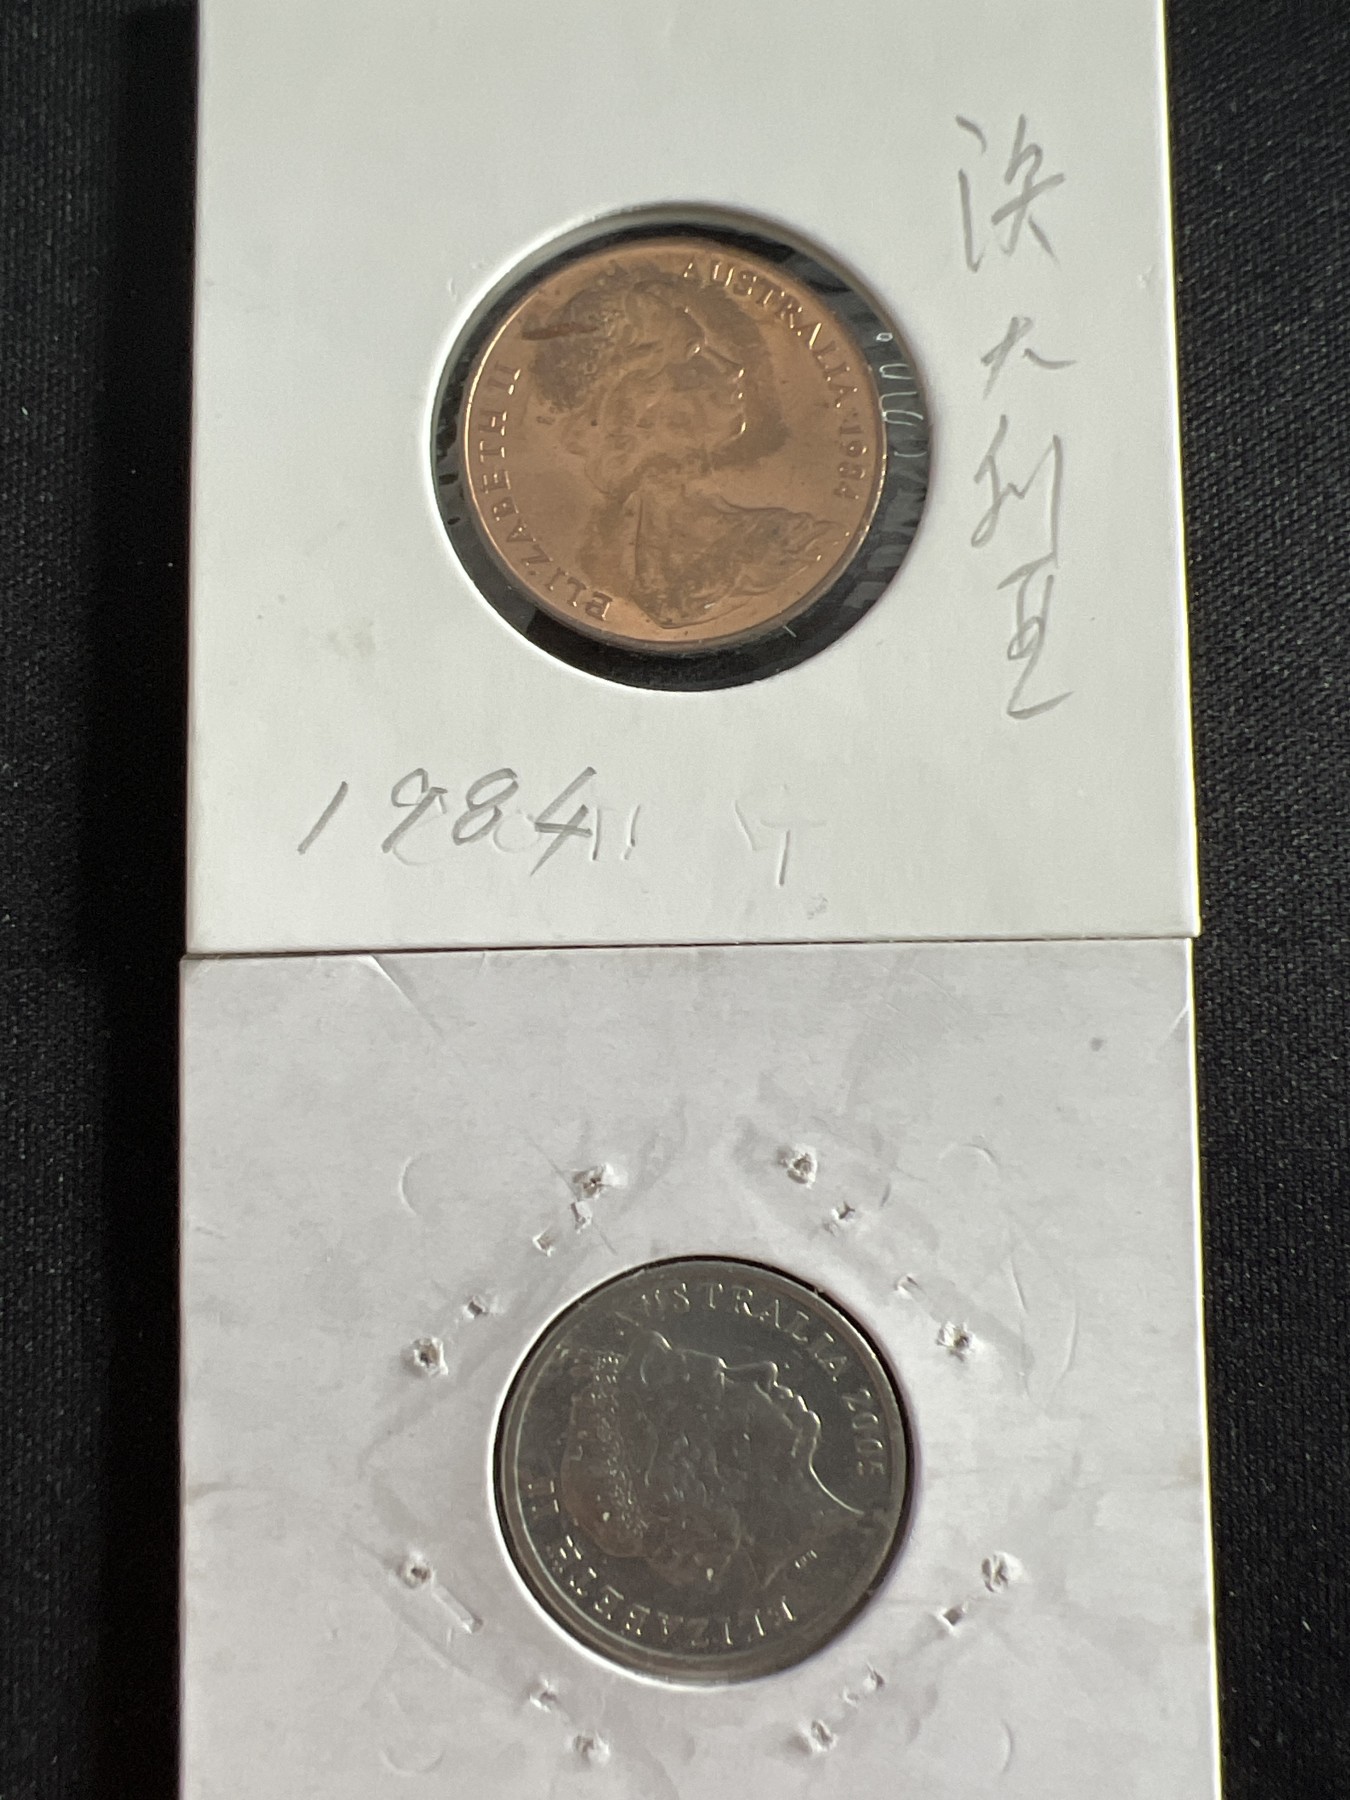 ELIZABETH II
AUSTRALIA 1984
澳大利亚
1984
ELIZABETH II
AUSTRALIA 2005